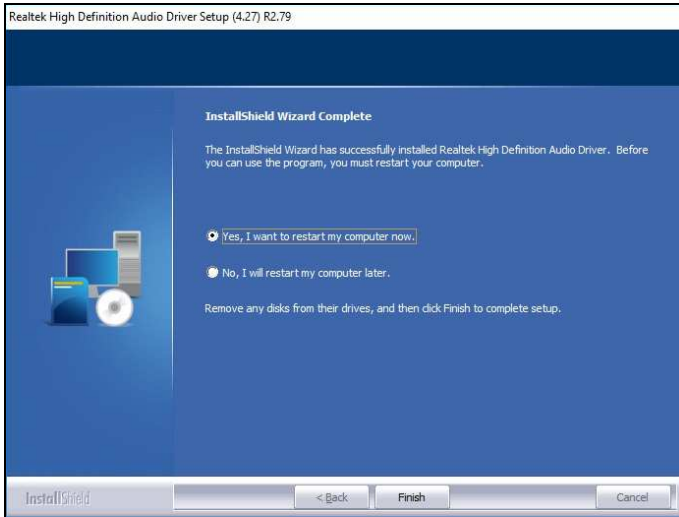 Realtek High Definition Audio Driver Setup (4.27) R2.79
InstallShield Wizard Complete
The InstallShield Wizard has successfully installed Realtek High Definition Audio Driver. Before
you can use the program, you must restart your computer.
Yes, I want to restart my computer now.
No, I will restart my computer later.
Remove any disks from their drives, and then click Finish to complete setup.
InstallShield
< Back Finish Cancel